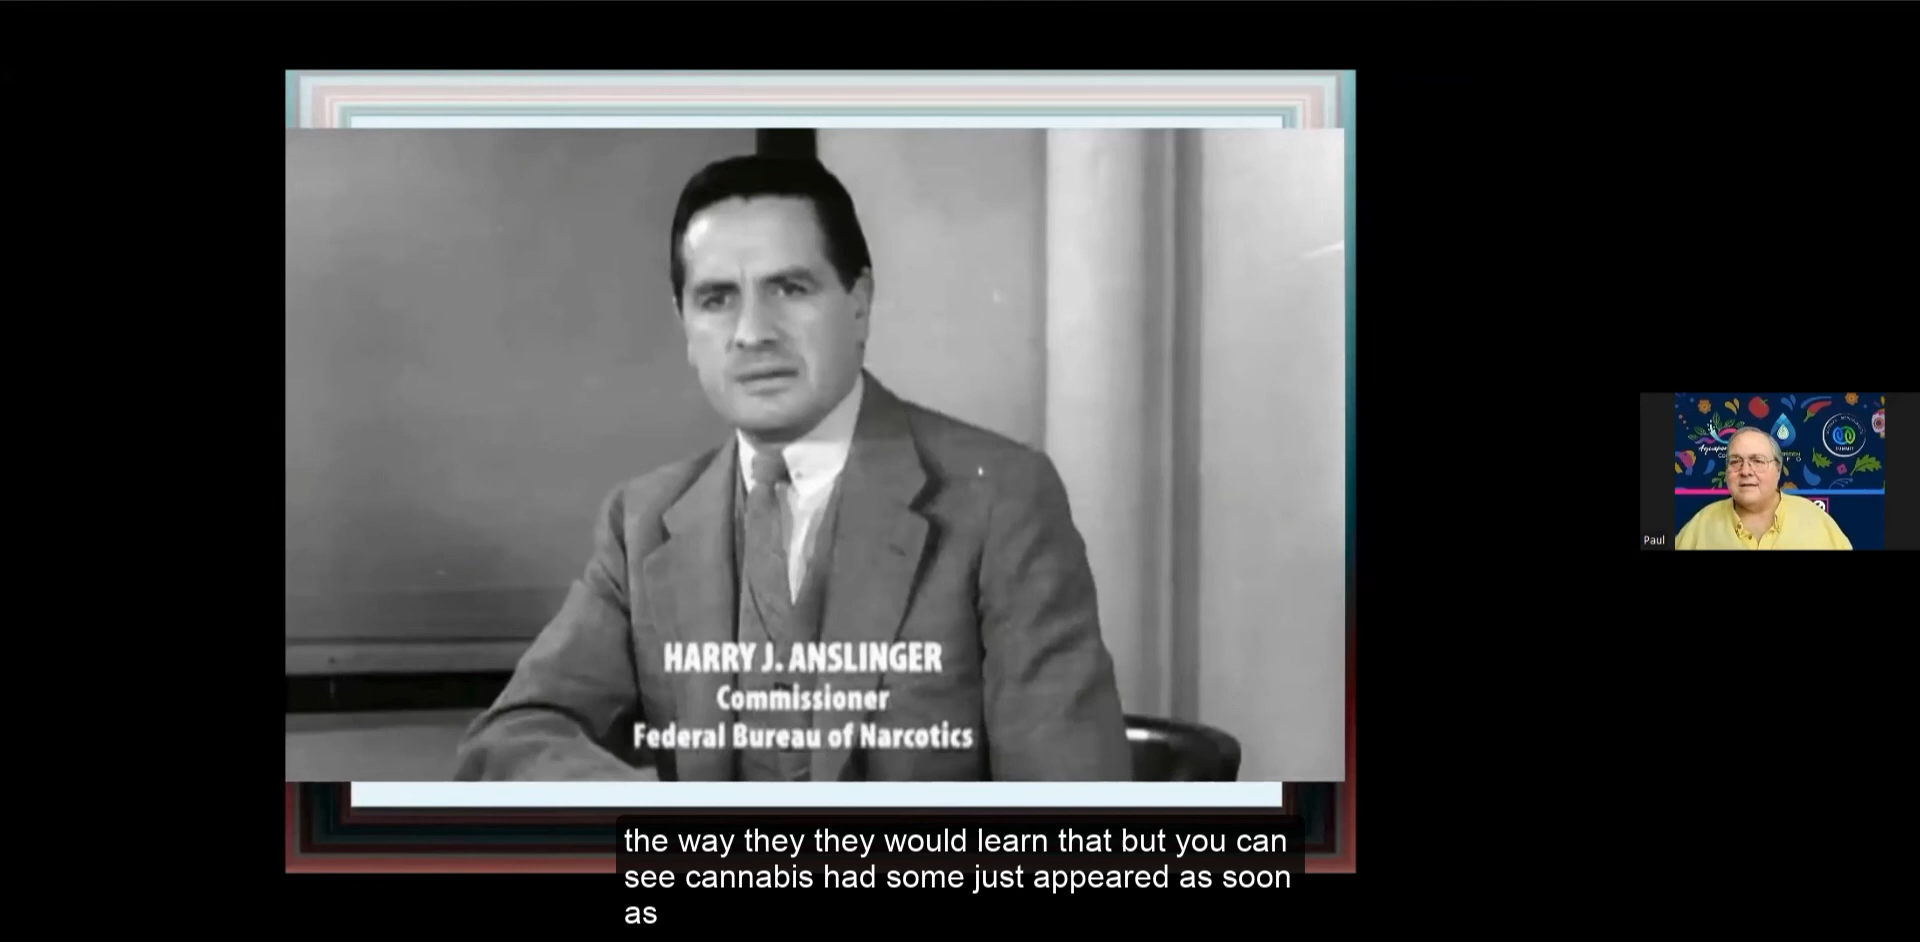 HARRY J. ANSLINGER
Commissioner
Federal Bureau of Narcotics
Paul
the way they they would learn that but you can
see cannabis had some just appeared as soon
as